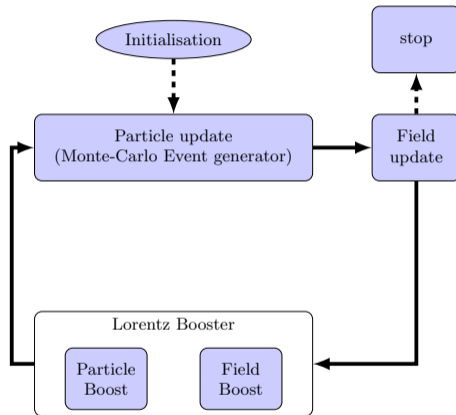 Initialisation
stop
Particle update
(Monte-Carlo Event generator)
Field
update
Lorentz Booster
Particle
Boost
Field
Boost